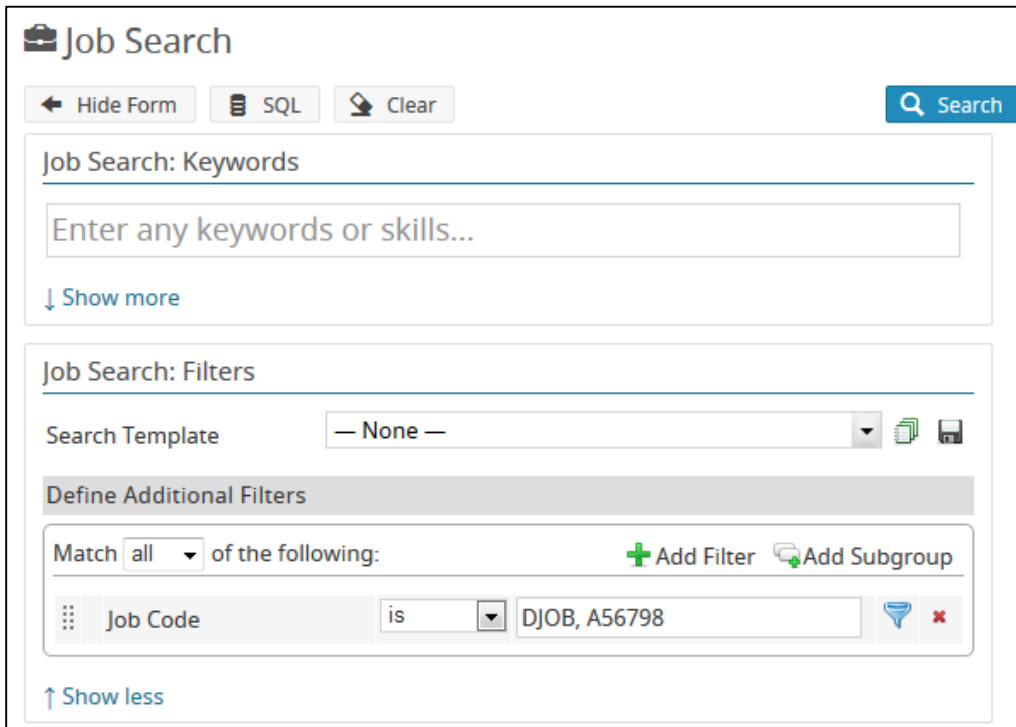 Job Search
Hide Form SQL Clear Search
Job Search: Keywords
Enter any keywords or skills...
↓ Show more
Job Search: Filters
Search Template — None —
Define Additional Filters
Match all of the following: Add Filter Add Subgroup
Job Code is DJOB, A56798
↑ Show less